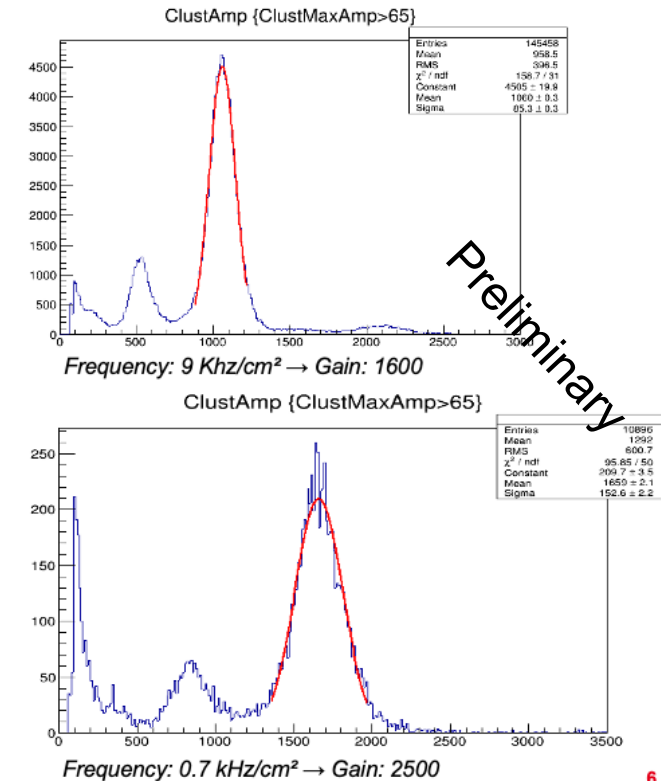 ClustAmp {ClustMaxAmp>65}
Entries 145458
Mean 958.5
RMS 396.5
χ² / ndf 158.7 / 31
Constant 4505 ± 19.9
Mean 1060 ± 0.3
Sigma 85.3 ± 0.3
4500
4000
3500
3000
2500
2000
1500
1000
500
0
0 500 1000 1500 2000 2500 3000
Preliminary
Frequency: 9 Khz/cm² → Gain: 1600
ClustAmp {ClustMaxAmp>65}
Entries 10896
Mean 1292
RMS 600.7
χ² / ndf 95.85 / 50
Constant 209.7 ± 3.5
Mean 1659 ± 2.1
Sigma 152.6 ± 2.2
250
200
150
100
50
0
0 500 1000 1500 2000 2500 3000 3500
Frequency: 0.7 kHz/cm² → Gain: 2500
6